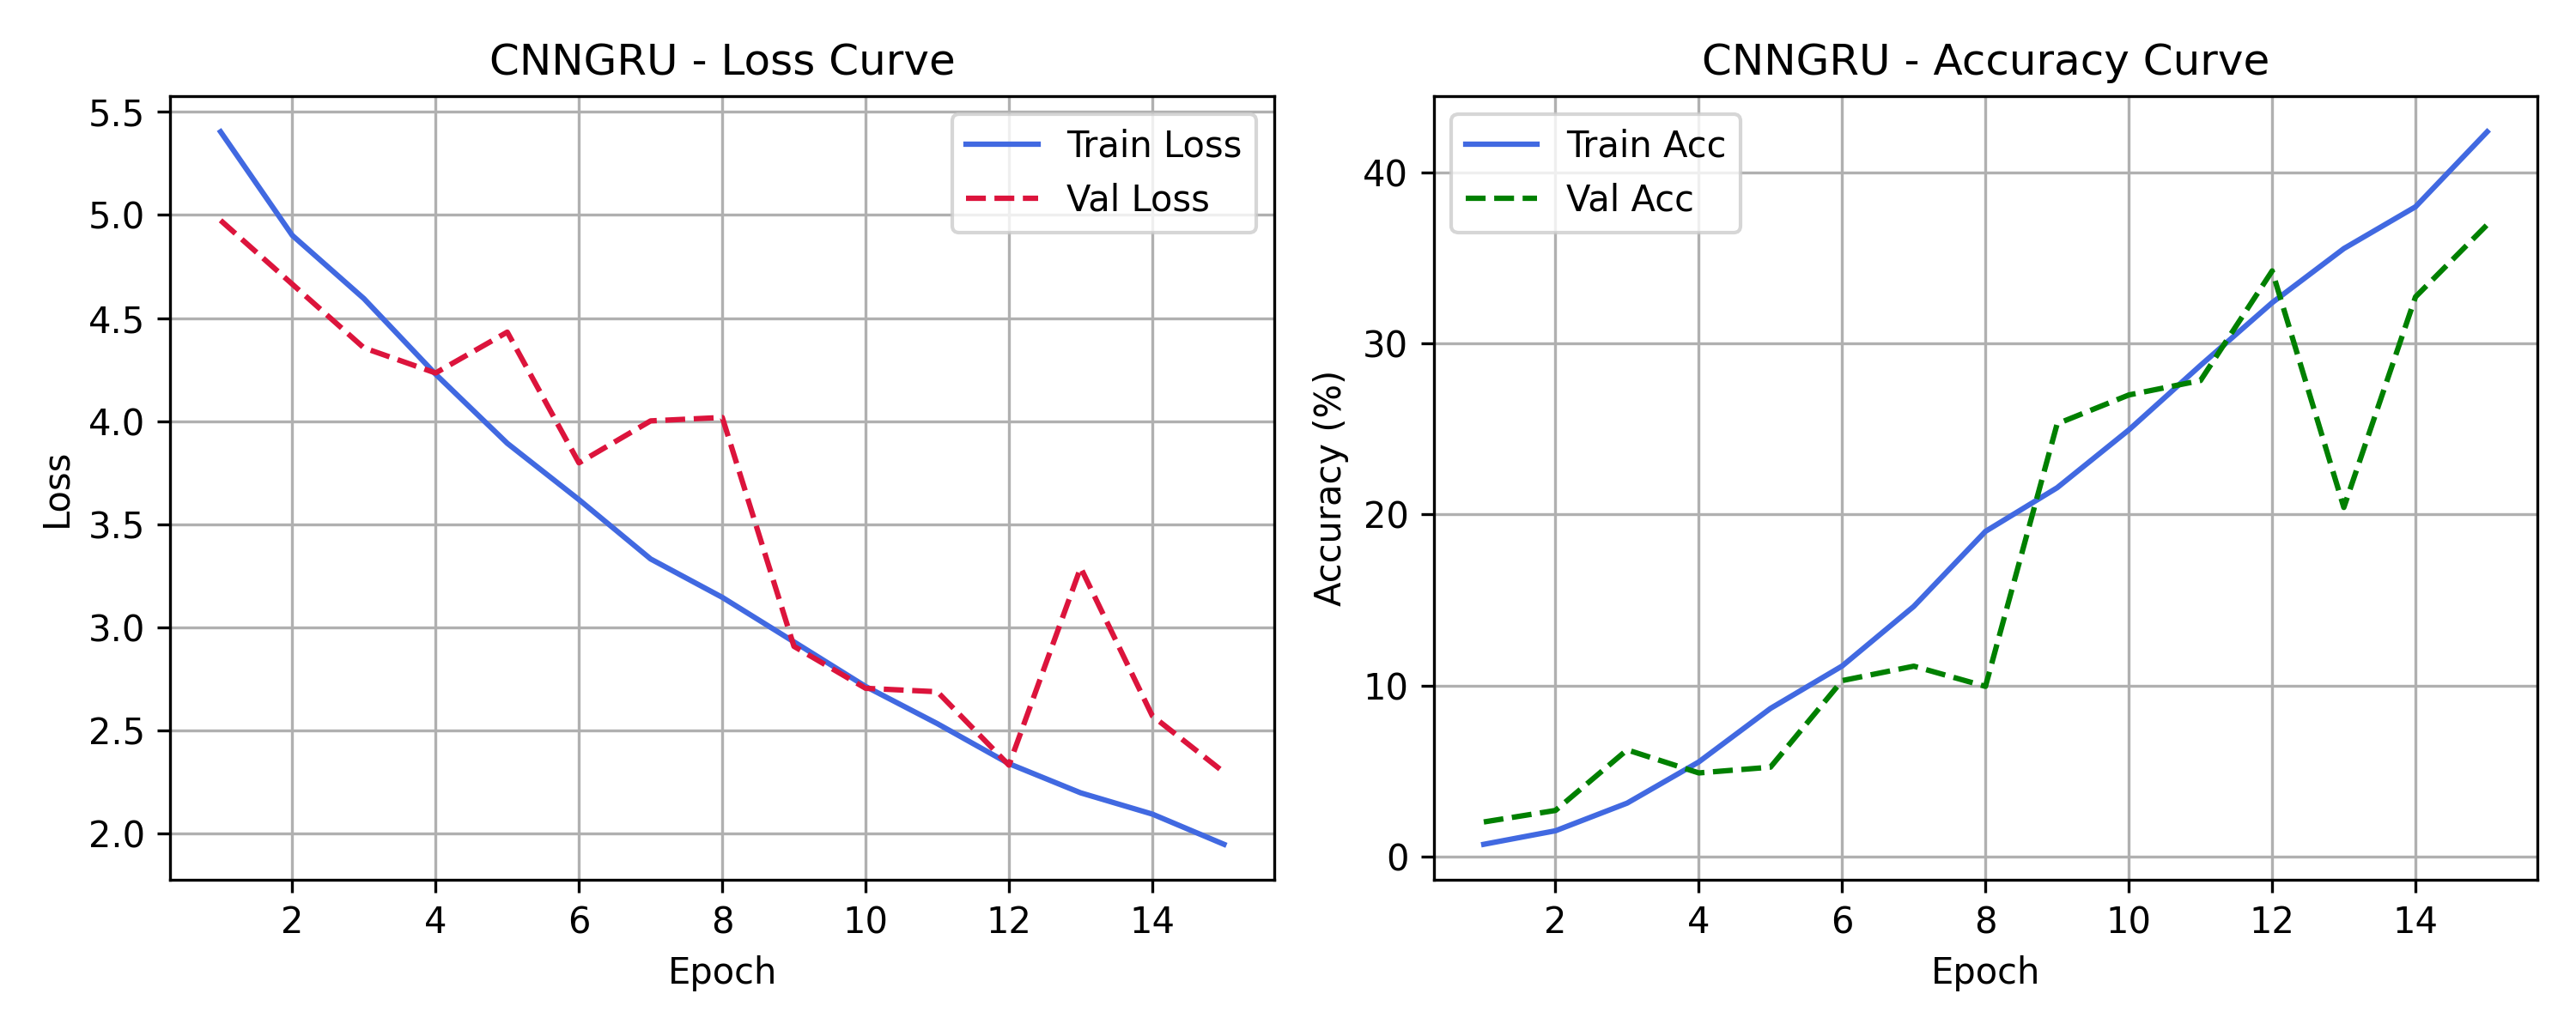 CNNGRU - Loss Curve
5.5
5.0
4.5
4.0
3.5
3.0
2.5
2.0
Loss
Train Loss
Val Loss
2 4 6 8 10 12 14
Epoch
CNNGRU - Accuracy Curve
40
30
20
10
0
Accuracy (%)
Train Acc
Val Acc
2 4 6 8 10 12 14
Epoch